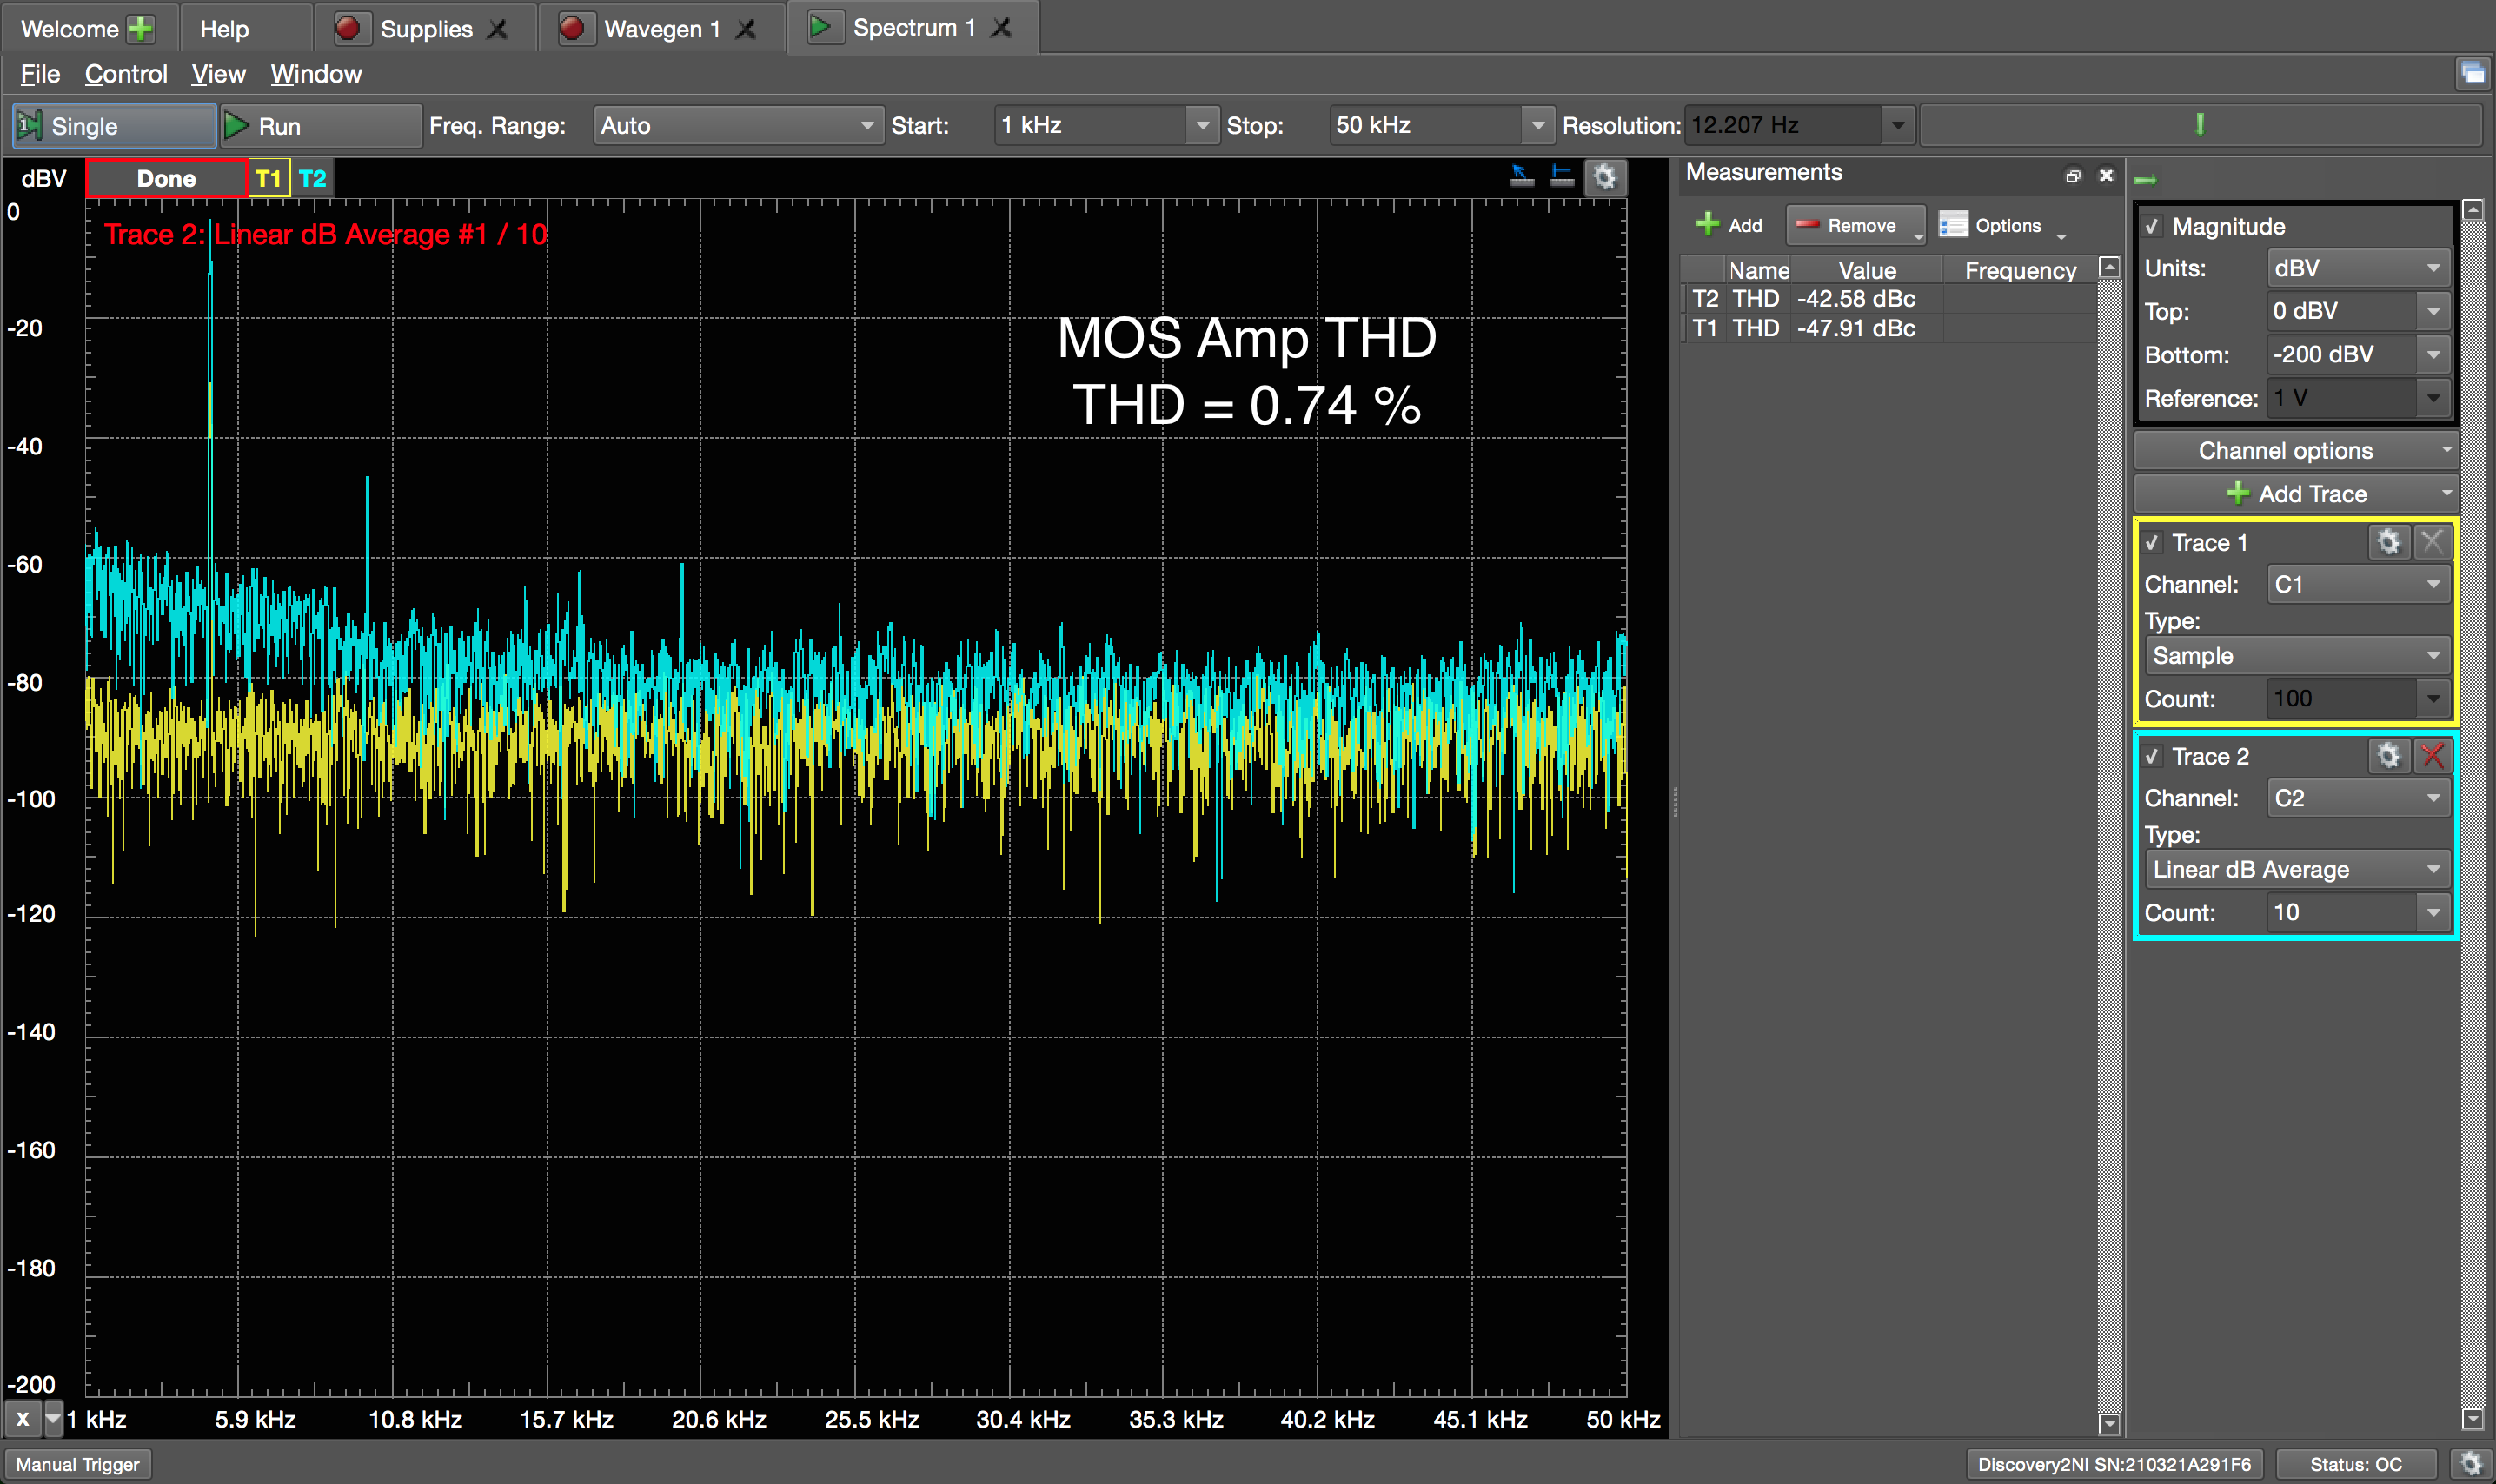 Welcome
Help
Supplies
Wavegen 1
Spectrum 1
File Control View Window
Single Run Freq. Range: Auto Start: 1 kHz Stop: 50 kHz Resolution: 12.207 Hz
dBV Done T1 T2
Trace 2: Linear dB Average #1 / 10
MOS Amp THD
THD = 0.74 %
0
-20
-40
-60
-80
-100
-120
-140
-160
-180
-200
X 1 kHz 5.9 kHz 10.8 kHz 15.7 kHz 20.6 kHz 25.5 kHz 30.4 kHz 35.3 kHz 40.2 kHz 45.1 kHz 50 kHz
Measurements
Add Remove Options
Name Value Frequency
T2 THD -42.58 dBc
T1 THD -47.91 dBc
Magnitude
Units: dBV
Top: 0 dBV
Bottom: -200 dBV
Reference: 1 V
Channel options
Add Trace
Trace 1
Channel: C1
Type:
Sample
Count: 100
Trace 2
Channel: C2
Type:
Linear dB Average
Count: 10
Manual Trigger
Discovery2NI SN:210321A291F6
Status: OC